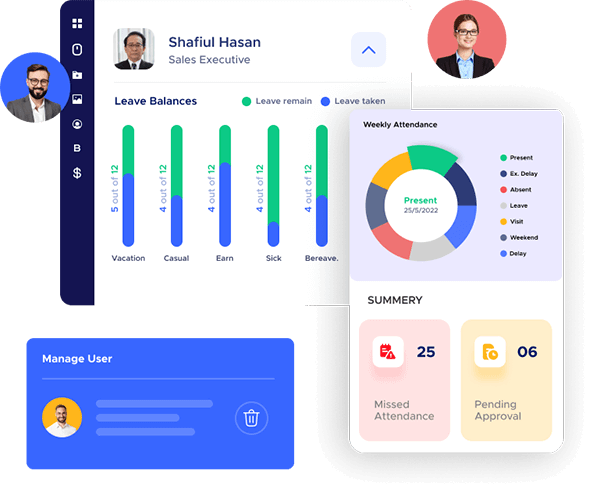 Shafiul Hasan
Sales Executive
Leave Balances
Leave remain
Leave taken
5 out of 12
4 out of 12
4 out of 12
4 out of 12
4 out of 12
Vacation
Casual
Earn
Sick
Bereave.
B
$
Weekly Attendance
Present
25/5/2022
Present
Ex. Delay
Absent
Leave
Visit
Weekend
Delay
SUMMERY
25
Missed
Attendance
06
Pending
Approval
Manage User